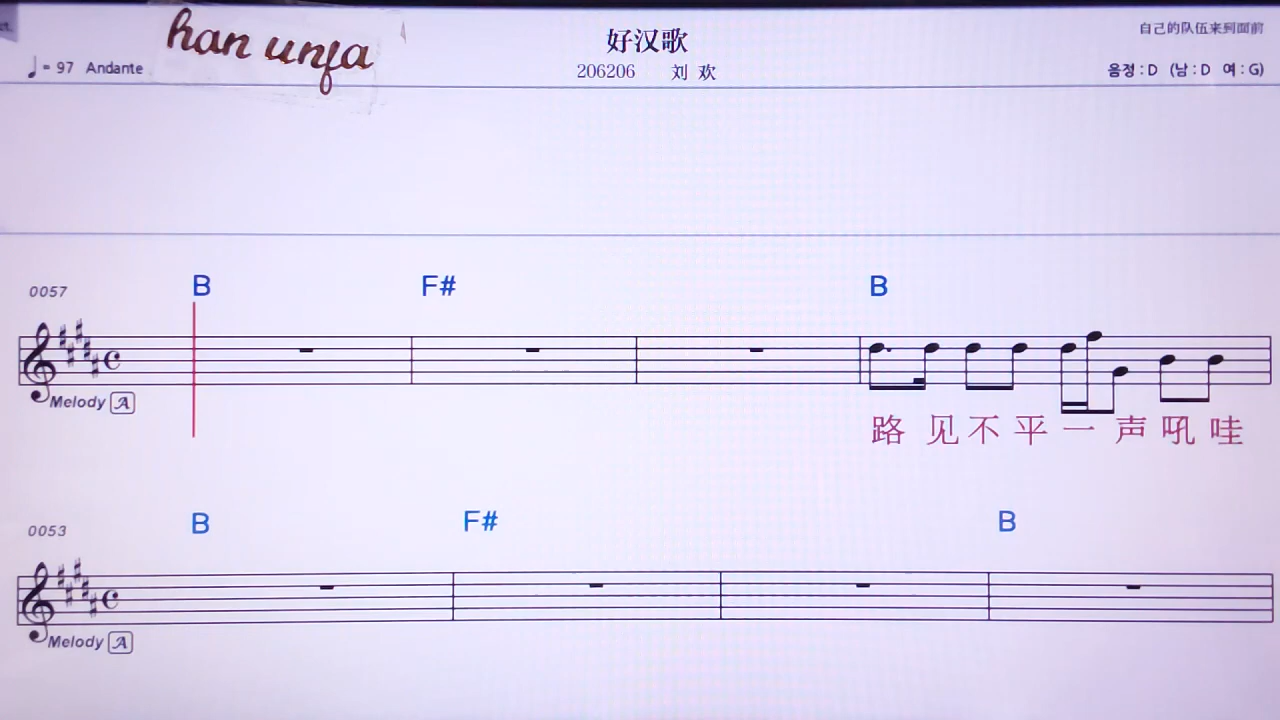 han unfa
好汉歌
自己的队伍来到面前
♩= 97 Andante
206206 刘 欢
음정 : D (남 : D 여 : G)
B F# B
0057
Melody A
路 见 不 平 一 声 吼 哇
B F# B
0053
Melody A